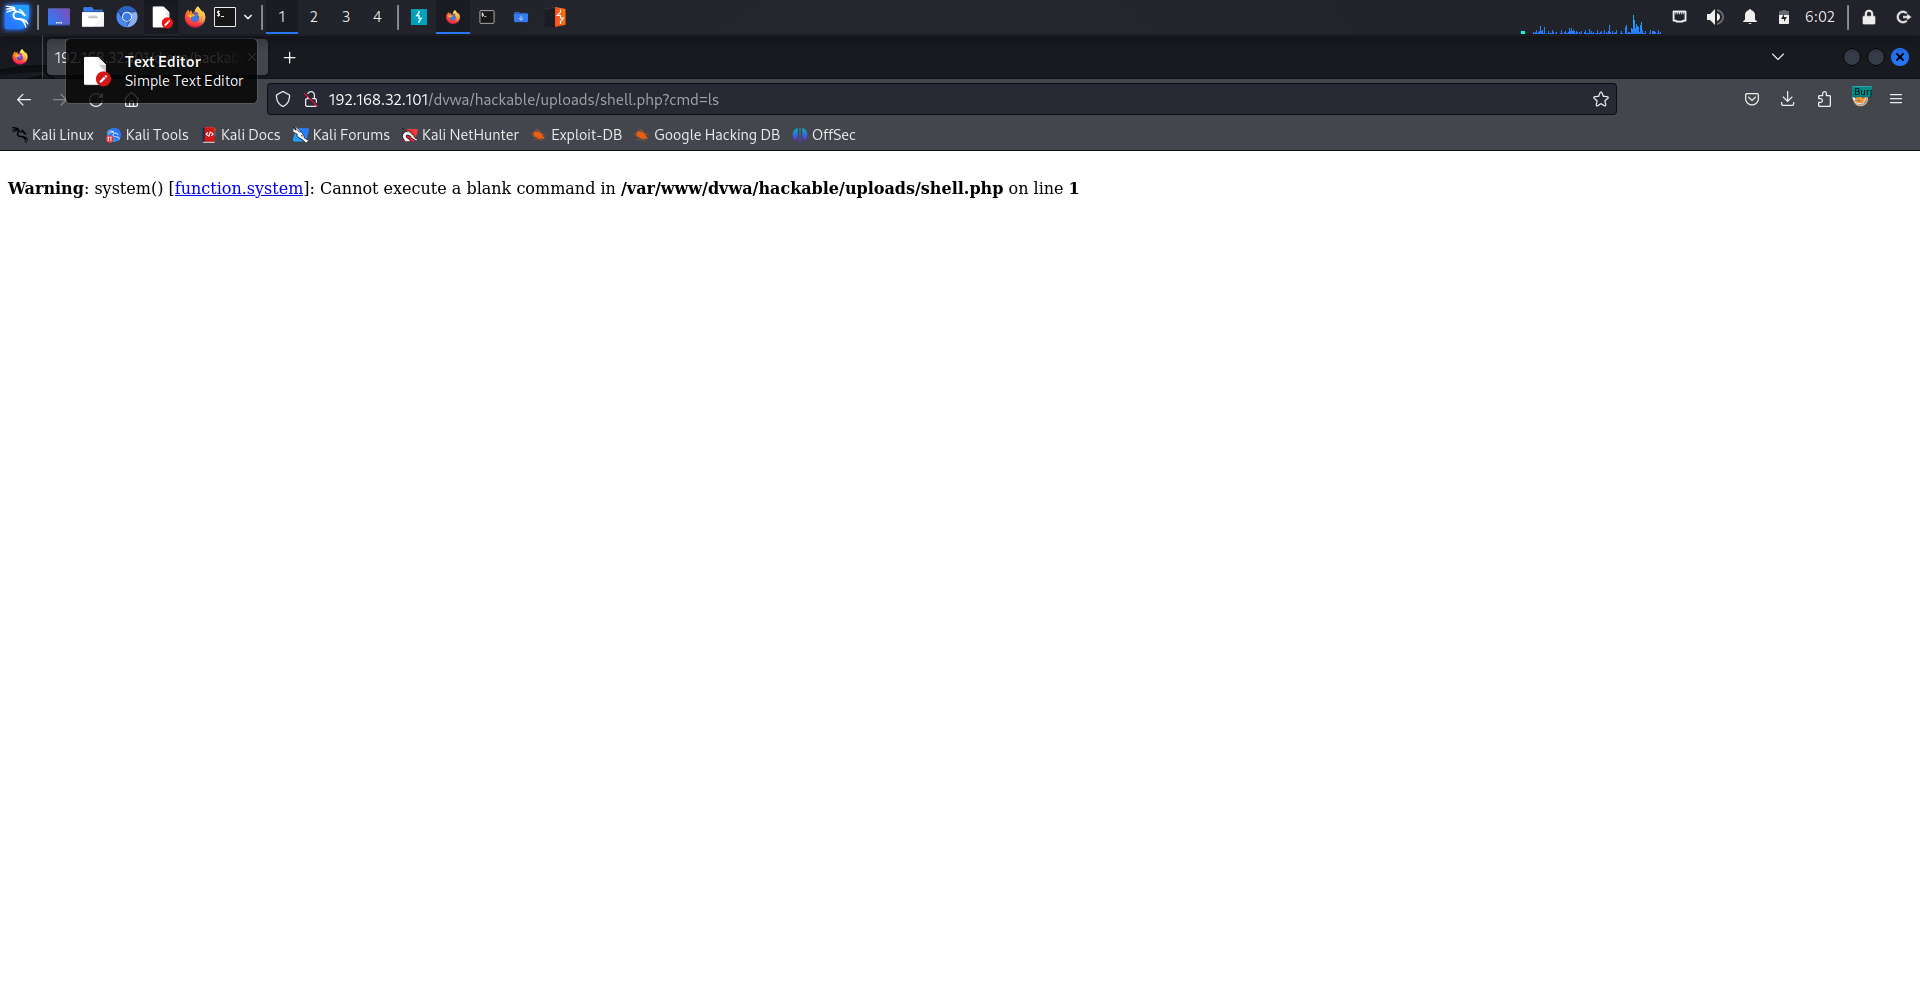 1 2 3 4 6:02
Text Editor
Simple Text Editor
192.168.32.101/dvwa/hackable/uploads/shell.php?cmd=ls
Kali Linux Kali Tools Kali Docs Kali Forums Kali NetHunter Exploit-DB Google Hacking DB OffSec
Warning: system() [function.system]: Cannot execute a blank command in /var/www/dvwa/hackable/uploads/shell.php on line 1